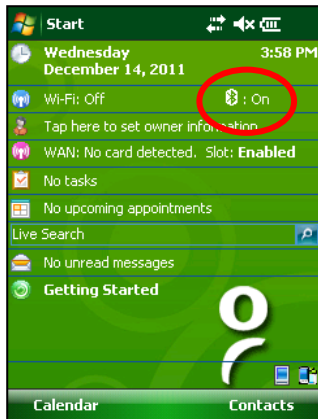 Start
Wednesday 3:58 PM
December 14, 2011
Wi-Fi: Off : On
Tap here to set owner information
WAN: No card detected. Slot: Enabled
No tasks
No upcoming appointments
Live Search
No unread messages
Getting Started
Calendar Contacts